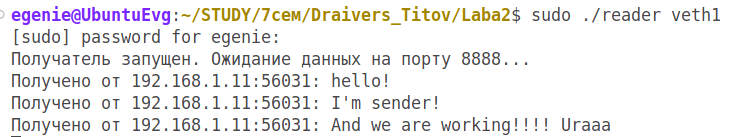 egenie@UbuntuEvg:~/STUDY/7сем/Draivers_Titov/Laba2$ sudo ./reader veth1
[sudo] password for egenie:
Получатель запущен. Ожидание данных на порту 8888...
Получено от 192.168.1.11:56031: hello!
Получено от 192.168.1.11:56031: I'm sender!
Получено от 192.168.1.11:56031: And we are working!!!! Uraaa